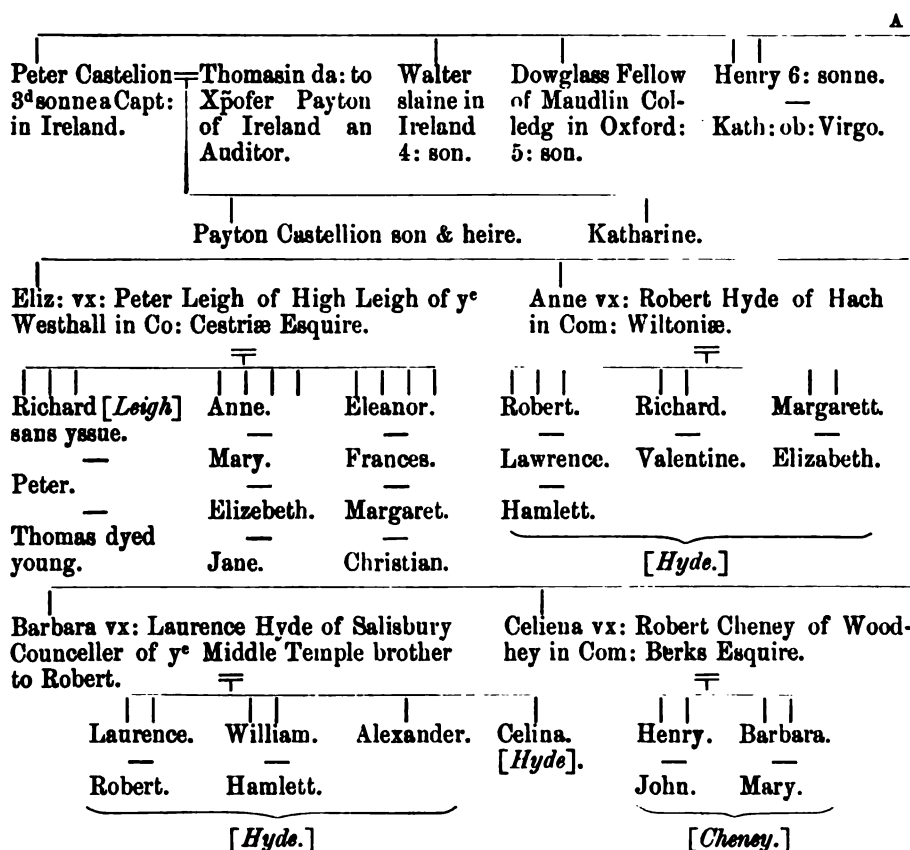 A
Peter Castelion
3ᵈ sonne a Capt:
in Ireland.
Thomasin da: to
Xp̃ofer Payton
of Ireland an
Auditor.
Walter
slaine in
Ireland
4: son.
Dowglass Fellow
of Maudlin Col-
ledg in Oxford:
5: son.
Henry 6: sonne.
—
Kath: ob: Virgo.
Payton Castellion son & heire.
Katharine.
Eliz: vx: Peter Leigh of High Leigh of yᵉ
Westhall in Co: Cestriæ Esquire.
Anne vx: Robert Hyde of Hach
in Com: Wiltoniæ.
Richard [Leigh]
sans yssue.
—
Peter.
—
Thomas dyed
young.
Anne.
—
Mary.
—
Elizebeth.
—
Jane.
Eleanor.
—
Frances.
—
Margaret.
—
Christian.
Robert.
—
Lawrence.
—
Hamlett.
Richard.
—
Valentine.
Margarett.
—
Elizabeth.
[Hyde.]
Barbara vx: Laurence Hyde of Salisbury
Counceller of yᵉ Middle Temple brother
to Robert.
Celiena vx: Robert Cheney of Wood-
hey in Com: Berks Esquire.
Laurence.
—
Robert.
William.
—
Hamlett.
Alexander.
[Hyde.]
Celina.
[Hyde].
Henry.
—
John.
Barbara.
—
Mary.
[Cheney.]